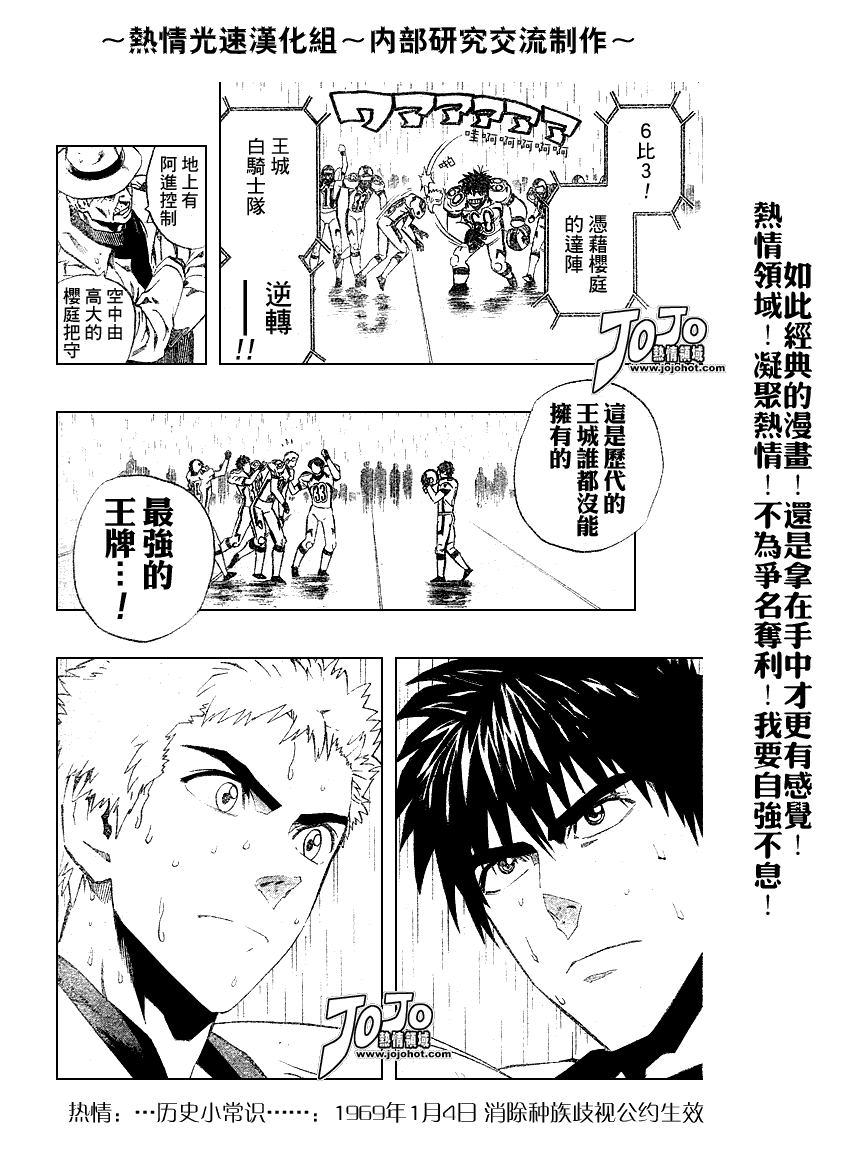 ～熱情光速漢化組～内部研究交流制作～
6比3！
憑藉櫻庭
的達陣
王城
白騎士隊
逆轉
——!!
ワアアアアアア
哇啊啊啊啊啊
啪
地上有
阿進控制
空中由
高大的
櫻庭把守
JOJO
熱情領域
www.jojohot.com
這是歷代的
王城誰都沒能
擁有的
33
最強的
王牌…！
JOJO
熱情領域
www.jojohot.com
如此經典的漫畫！還是拿在手中才更有感覺！
熱情領域！凝聚熱情！不為爭名奪利！我要自強不息！
热情：…历史小常识……：1969年1月4日 消除种族歧视公约生效